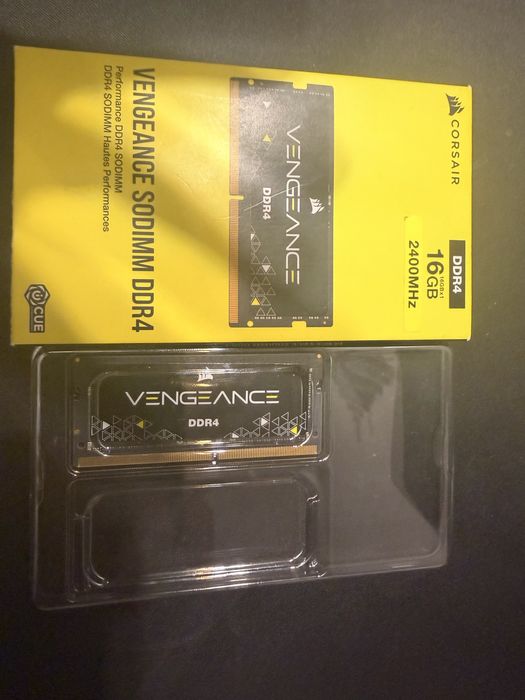 CORSAIR
DDR4
16GB
16GBx1
2400MHz
VENGEANCE
DDR4
VENGEANCE SODIMM DDR4
Performance DDR4 SODIMM
DDR4 SODIMM Hautes Performances
iCUE
VENGEANCE
DDR4